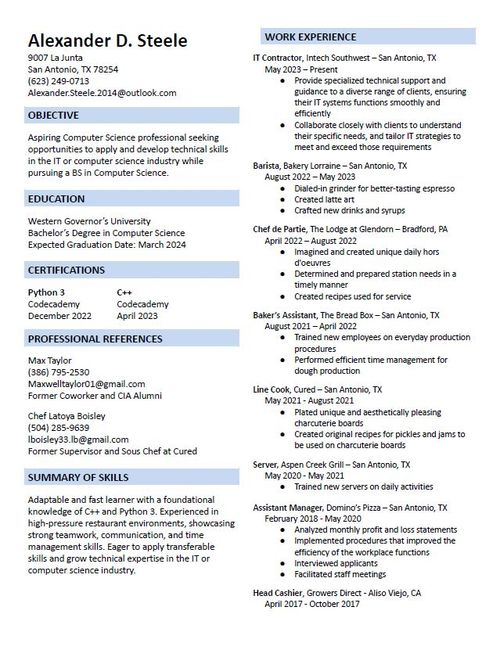 Alexander D. Steele
9007 La Junta
San Antonio, TX 78254
(623) 249-0713
Alexander.Steele.2014@outlook.com
OBJECTIVE
Aspiring Computer Science professional seeking
opportunities to apply and develop technical skills
in the IT or computer science industry while
pursuing a BS in Computer Science.
EDUCATION
Western Governor's University
Bachelor's Degree in Computer Science
Expected Graduation Date: March 2024
CERTIFICATIONS
Python 3 C++
Codecademy Codecademy
December 2022 April 2023
PROFESSIONAL REFERENCES
Max Taylor
(386) 795-2530
Maxwelltaylor01@gmail.com
Former Coworker and CIA Alumni
Chef Latoya Boisley
(504) 285-9639
lboisley33.lb@gmail.com
Former Supervisor and Sous Chef at Cured
SUMMARY OF SKILLS
Adaptable and fast learner with a foundational
knowledge of C++ and Python 3. Experienced in
high-pressure restaurant environments, showcasing
strong teamwork, communication, and time
management skills. Eager to apply transferable
skills and grow technical expertise in the IT or
computer science industry.
WORK EXPERIENCE
IT Contractor, Intech Southwest – San Antonio, TX
May 2023 – Present
● Provide specialized technical support and
guidance to a diverse range of clients, ensuring
their IT systems functions smoothly and
efficiently
● Collaborate closely with clients to understand
their specific needs, and tailor IT strategies to
meet and exceed those requirements
Barista, Bakery Lorraine – San Antonio, TX
August 2022 – May 2023
● Dialed-in grinder for better-tasting espresso
● Created latte art
● Crafted new drinks and syrups
Chef de Partie, The Lodge at Glendorn – Bradford, PA
April 2022 – August 2022
● Imagined and created unique daily hors
d'oeuvres
● Determined and prepared station needs in a
timely manner
● Created recipes used for service
Baker's Assistant, The Bread Box – San Antonio, TX
August 2021 – April 2022
● Trained new employees on everyday production
procedures
● Performed efficient time management for
dough production
Line Cook, Cured – San Antonio, TX
May 2021 - August 2021
● Plated unique and aesthetically pleasing
charcuterie boards
● Created original recipes for pickles and jams to
be used on charcuterie boards
Server, Aspen Creek Grill – San Antonio, TX
May 2020 - May 2021
● Trained new servers on daily activities
Assistant Manager, Domino's Pizza – San Antonio, TX
February 2018 - May 2020
● Analyzed monthly profit and loss statements
● Implemented procedures that improved the
efficiency of the workplace functions
● Interviewed applicants
● Facilitated staff meetings
Head Cashier, Growers Direct - Aliso Viejo, CA
April 2017 - October 2017